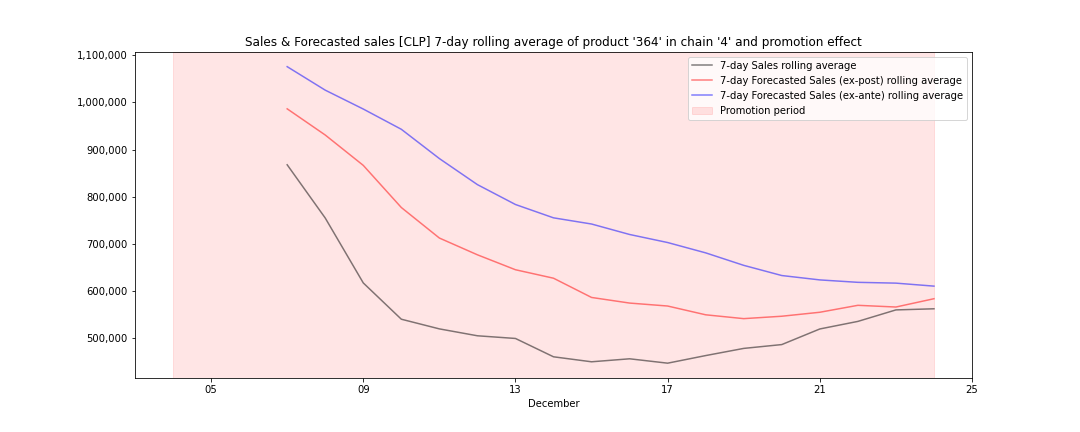 Sales & Forecasted sales [CLP] 7-day rolling average of product '364' in chain '4' and promotion effect
1,100,000
1,000,000
900,000
800,000
700,000
600,000
500,000
7-day Sales rolling average
7-day Forecasted Sales (ex-post) rolling average
7-day Forecasted Sales (ex-ante) rolling average
Promotion period
05 09 13 17 21 25
December